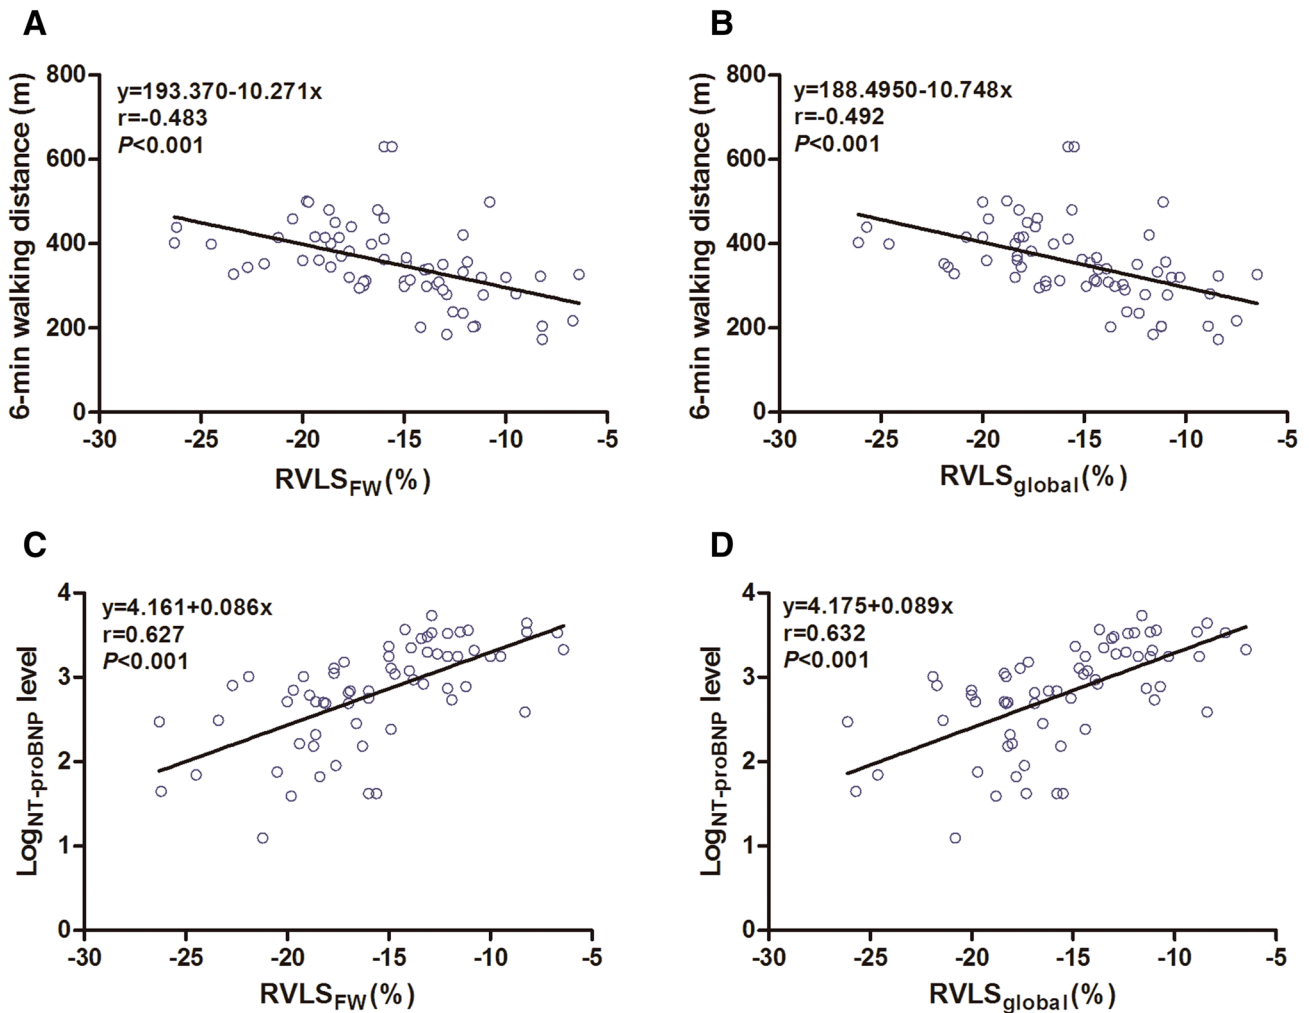 A
6-min walking distance (m)
800
600
400
200
0
y=193.370-10.271x
r=-0.483
P<0.001
-30 -25 -20 -15 -10 -5
RVLSFW(%)
B
6-min walking distance (m)
800
600
400
200
0
y=188.4950-10.748x
r=-0.492
P<0.001
-30 -25 -20 -15 -10 -5
RVLSglobal(%)
C
LogNT-proBNP level
4
3
2
1
0
y=4.161+0.086x
r=0.627
P<0.001
-30 -25 -20 -15 -10 -5
RVLSFW(%)
D
LogNT-proBNP level
4
3
2
1
0
y=4.175+0.089x
r=0.632
P<0.001
-30 -25 -20 -15 -10 -5
RVLSglobal(%)